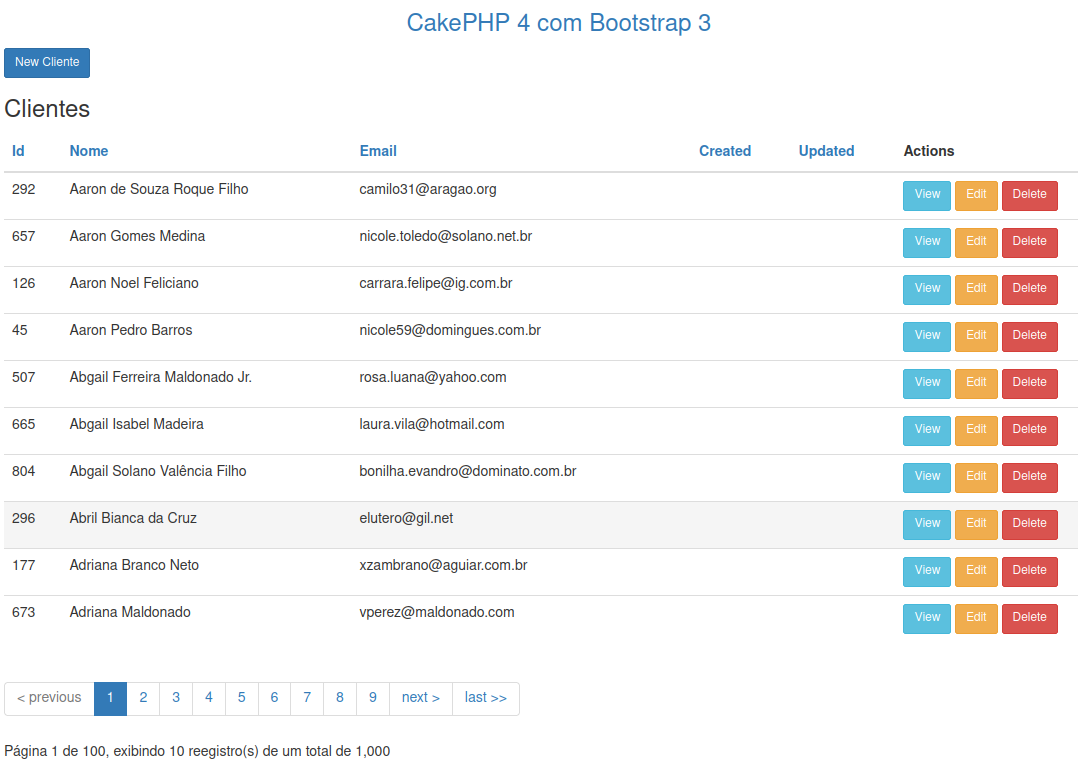 CakePHP 4 com Bootstrap 3
New Cliente
Clientes
Id Nome Email Created Updated Actions
292 Aaron de Souza Roque Filho camilo31@aragao.org View Edit Delete
657 Aaron Gomes Medina nicole.toledo@solano.net.br View Edit Delete
126 Aaron Noel Feliciano carrara.felipe@ig.com.br View Edit Delete
45 Aaron Pedro Barros nicole59@domingues.com.br View Edit Delete
507 Abgail Ferreira Maldonado Jr. rosa.luana@yahoo.com View Edit Delete
665 Abgail Isabel Madeira laura.vila@hotmail.com View Edit Delete
804 Abgail Solano Valência Filho bonilha.evandro@dominato.com.br View Edit Delete
296 Abril Bianca da Cruz elutero@gil.net View Edit Delete
177 Adriana Branco Neto xzambrano@aguiar.com.br View Edit Delete
673 Adriana Maldonado vperez@maldonado.com View Edit Delete
< previous 1 2 3 4 5 6 7 8 9 next > last >>
Página 1 de 100, exibindo 10 reegistro(s) de um total de 1,000